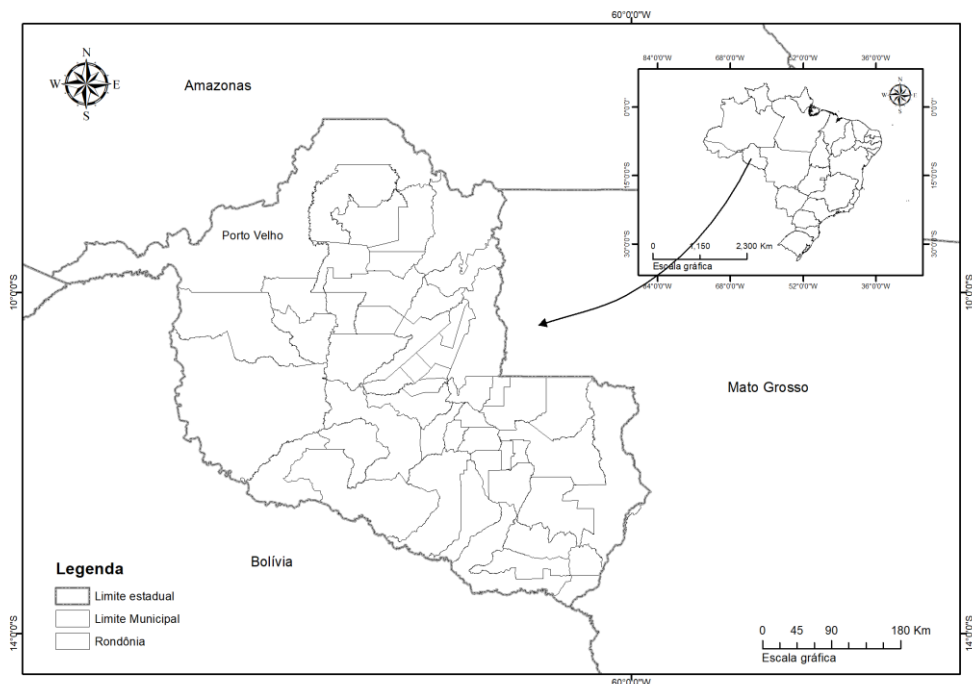 60°0'0"W
N
W E
S
Amazonas
84°0'0"W 68°0'0"W 52°0'0"W 36°0'0"W
N
W E
S
0°0'0"
0°0'0"
15°0'0"S
15°0'0"S
30°0'0"S
30°0'0"S
0 1,150 2,300 Km
Escala gráfica
84°0'0"W 68°0'0"W 52°0'0"W 36°0'0"W
Porto Velho
10°0'0"S
10°0'0"S
Mato Grosso
Bolívia
Legenda
Limite estadual
Limite Municipal
Rondônia
0 45 90 180 Km
Escala gráfica
14°0'0"S
14°0'0"S
60°0'0"W